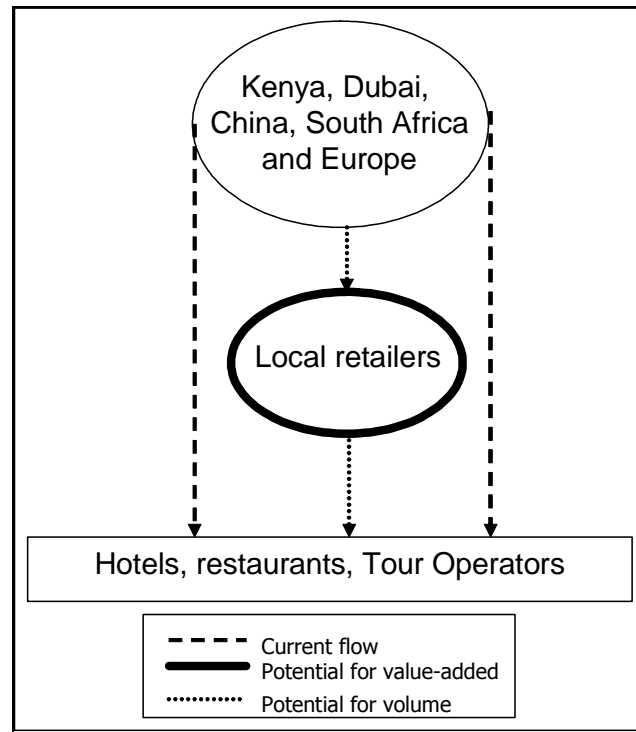 Kenya, Dubai,
China, South Africa
and Europe
Local retailers
Hotels, restaurants, Tour Operators
Current flow
Potential for value-added
Potential for volume